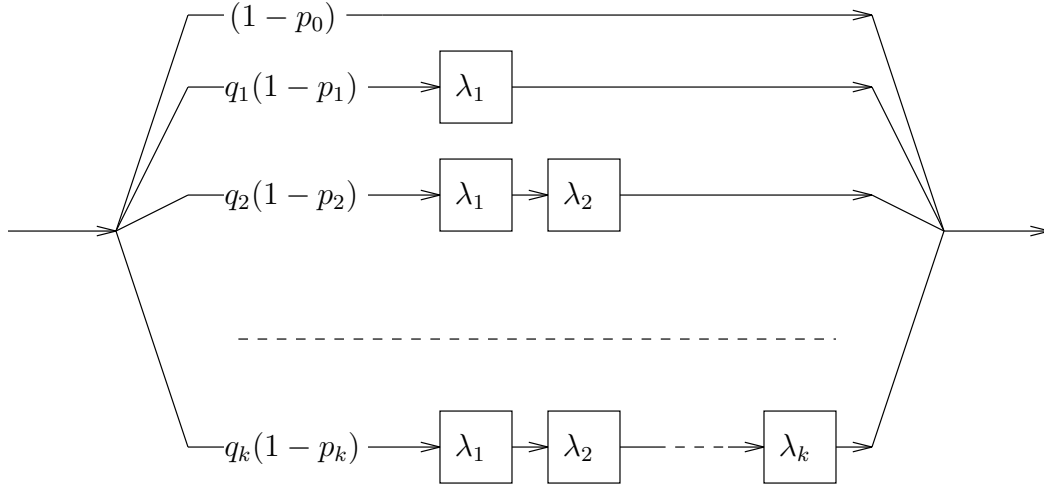 (1 − p₀)
q₁(1 − p₁) λ₁
q₂(1 − p₂) λ₁ λ₂
qₖ(1 − pₖ) λ₁ λ₂ λₖ